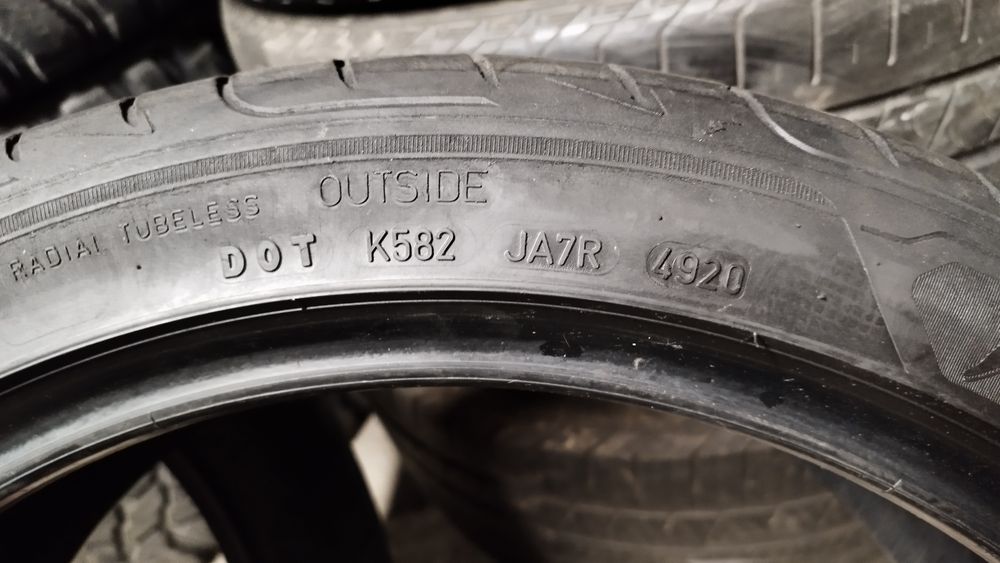 OUTSIDE
RADIAL TUBELESS
DOT K582 JA7R 4920